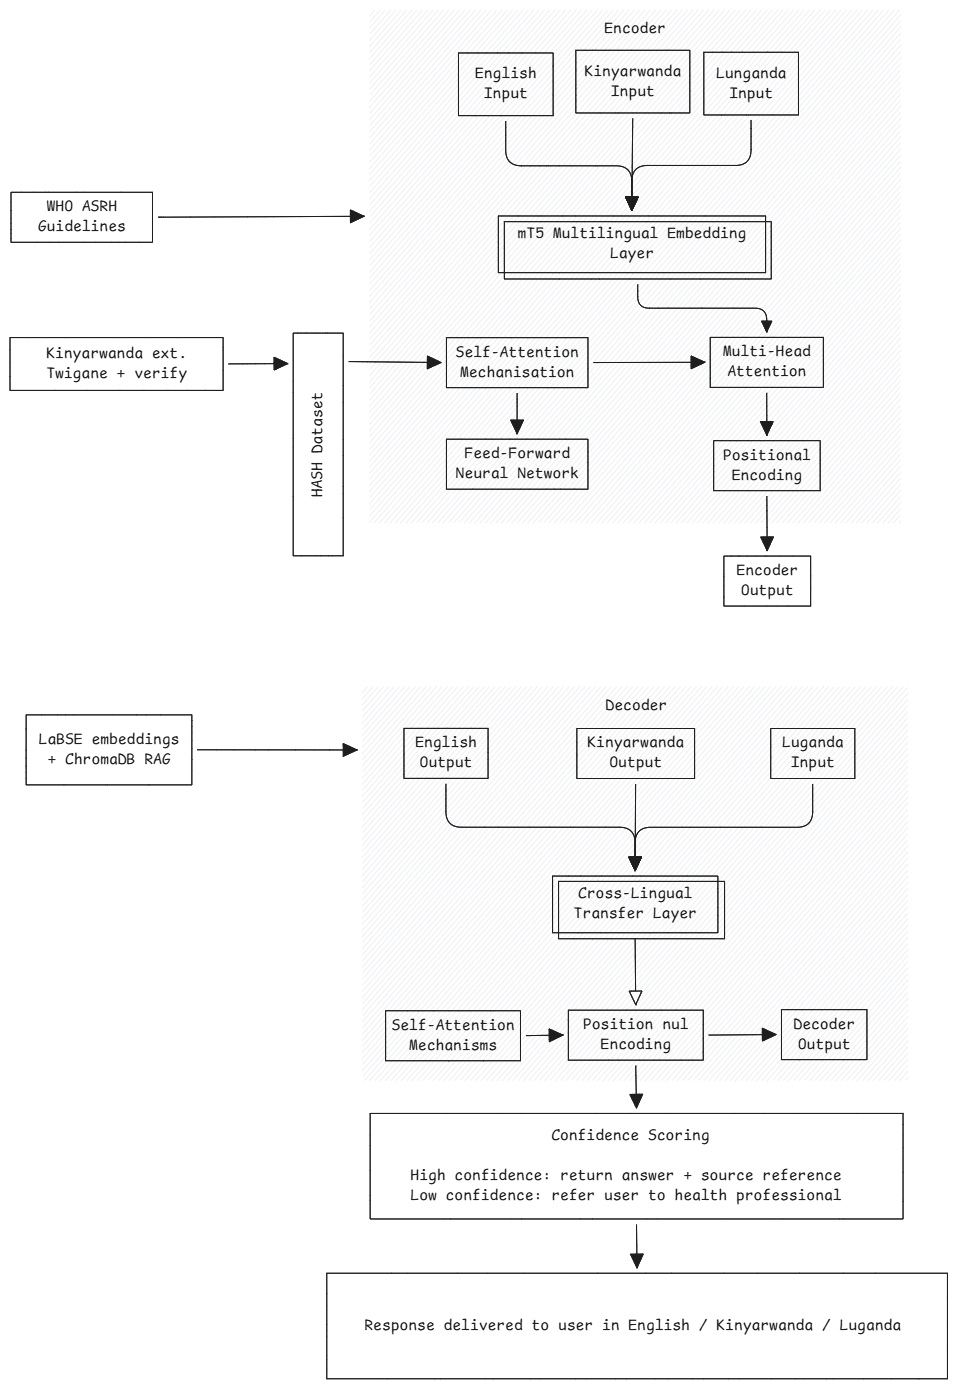 Encoder
English
Input
Kinyarwanda
Input
Lunganda
Input
WHO ASRH
Guidelines
mT5 Multilingual Embedding
Layer
Kinyarwanda ext.
Twigane + verify
HASH Dataset
Self-Attention
Mechanisation
Multi-Head
Attention
Feed-Forward
Neural Network
Positional
Encoding
Encoder
Output
Decoder
LaBSE embeddings
+ ChromaDB RAG
English
Output
Kinyarwanda
Output
Luganda
Input
Cross-Lingual
Transfer Layer
Self-Attention
Mechanisms
Position nul
Encoding
Decoder
Output
Confidence Scoring
High confidence: return answer + source reference
Low confidence: refer user to health professional
Response delivered to user in English / Kinyarwanda / Luganda